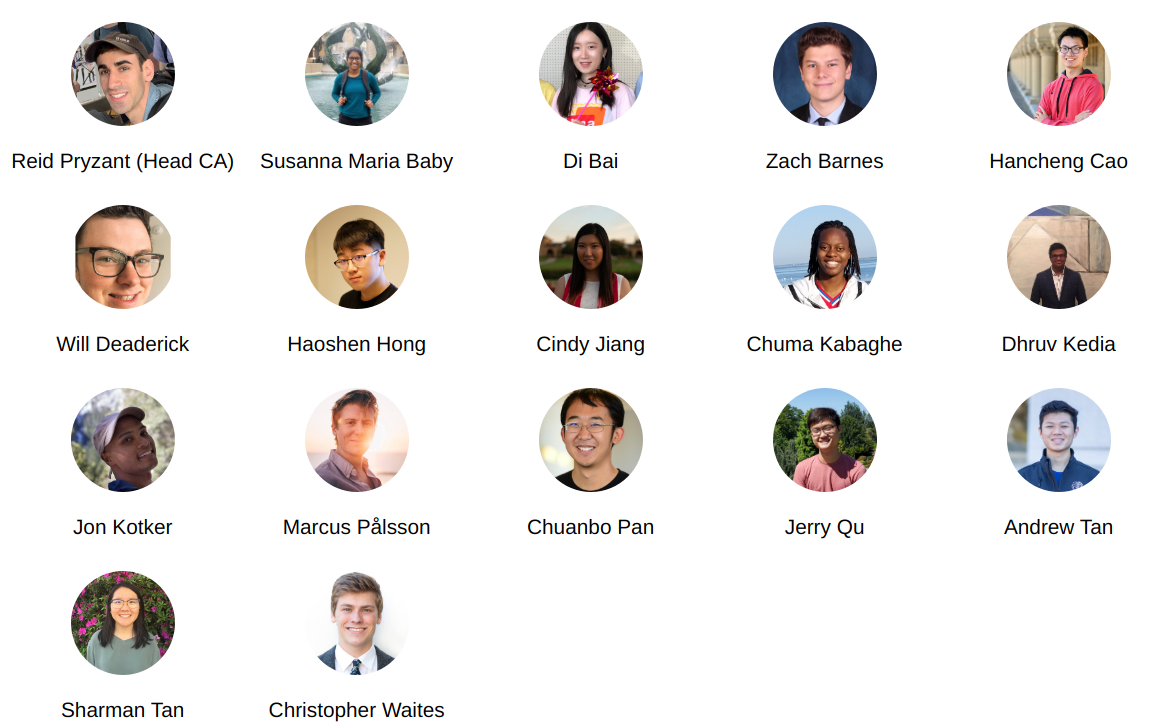 Reid Pryzant (Head CA) Susanna Maria Baby Di Bai Zach Barnes Hancheng Cao
Will Deaderick Haoshen Hong Cindy Jiang Chuma Kabaghe Dhruv Kedia
Jon Kotker Marcus Pålsson Chuanbo Pan Jerry Qu Andrew Tan
Sharman Tan Christopher Waites